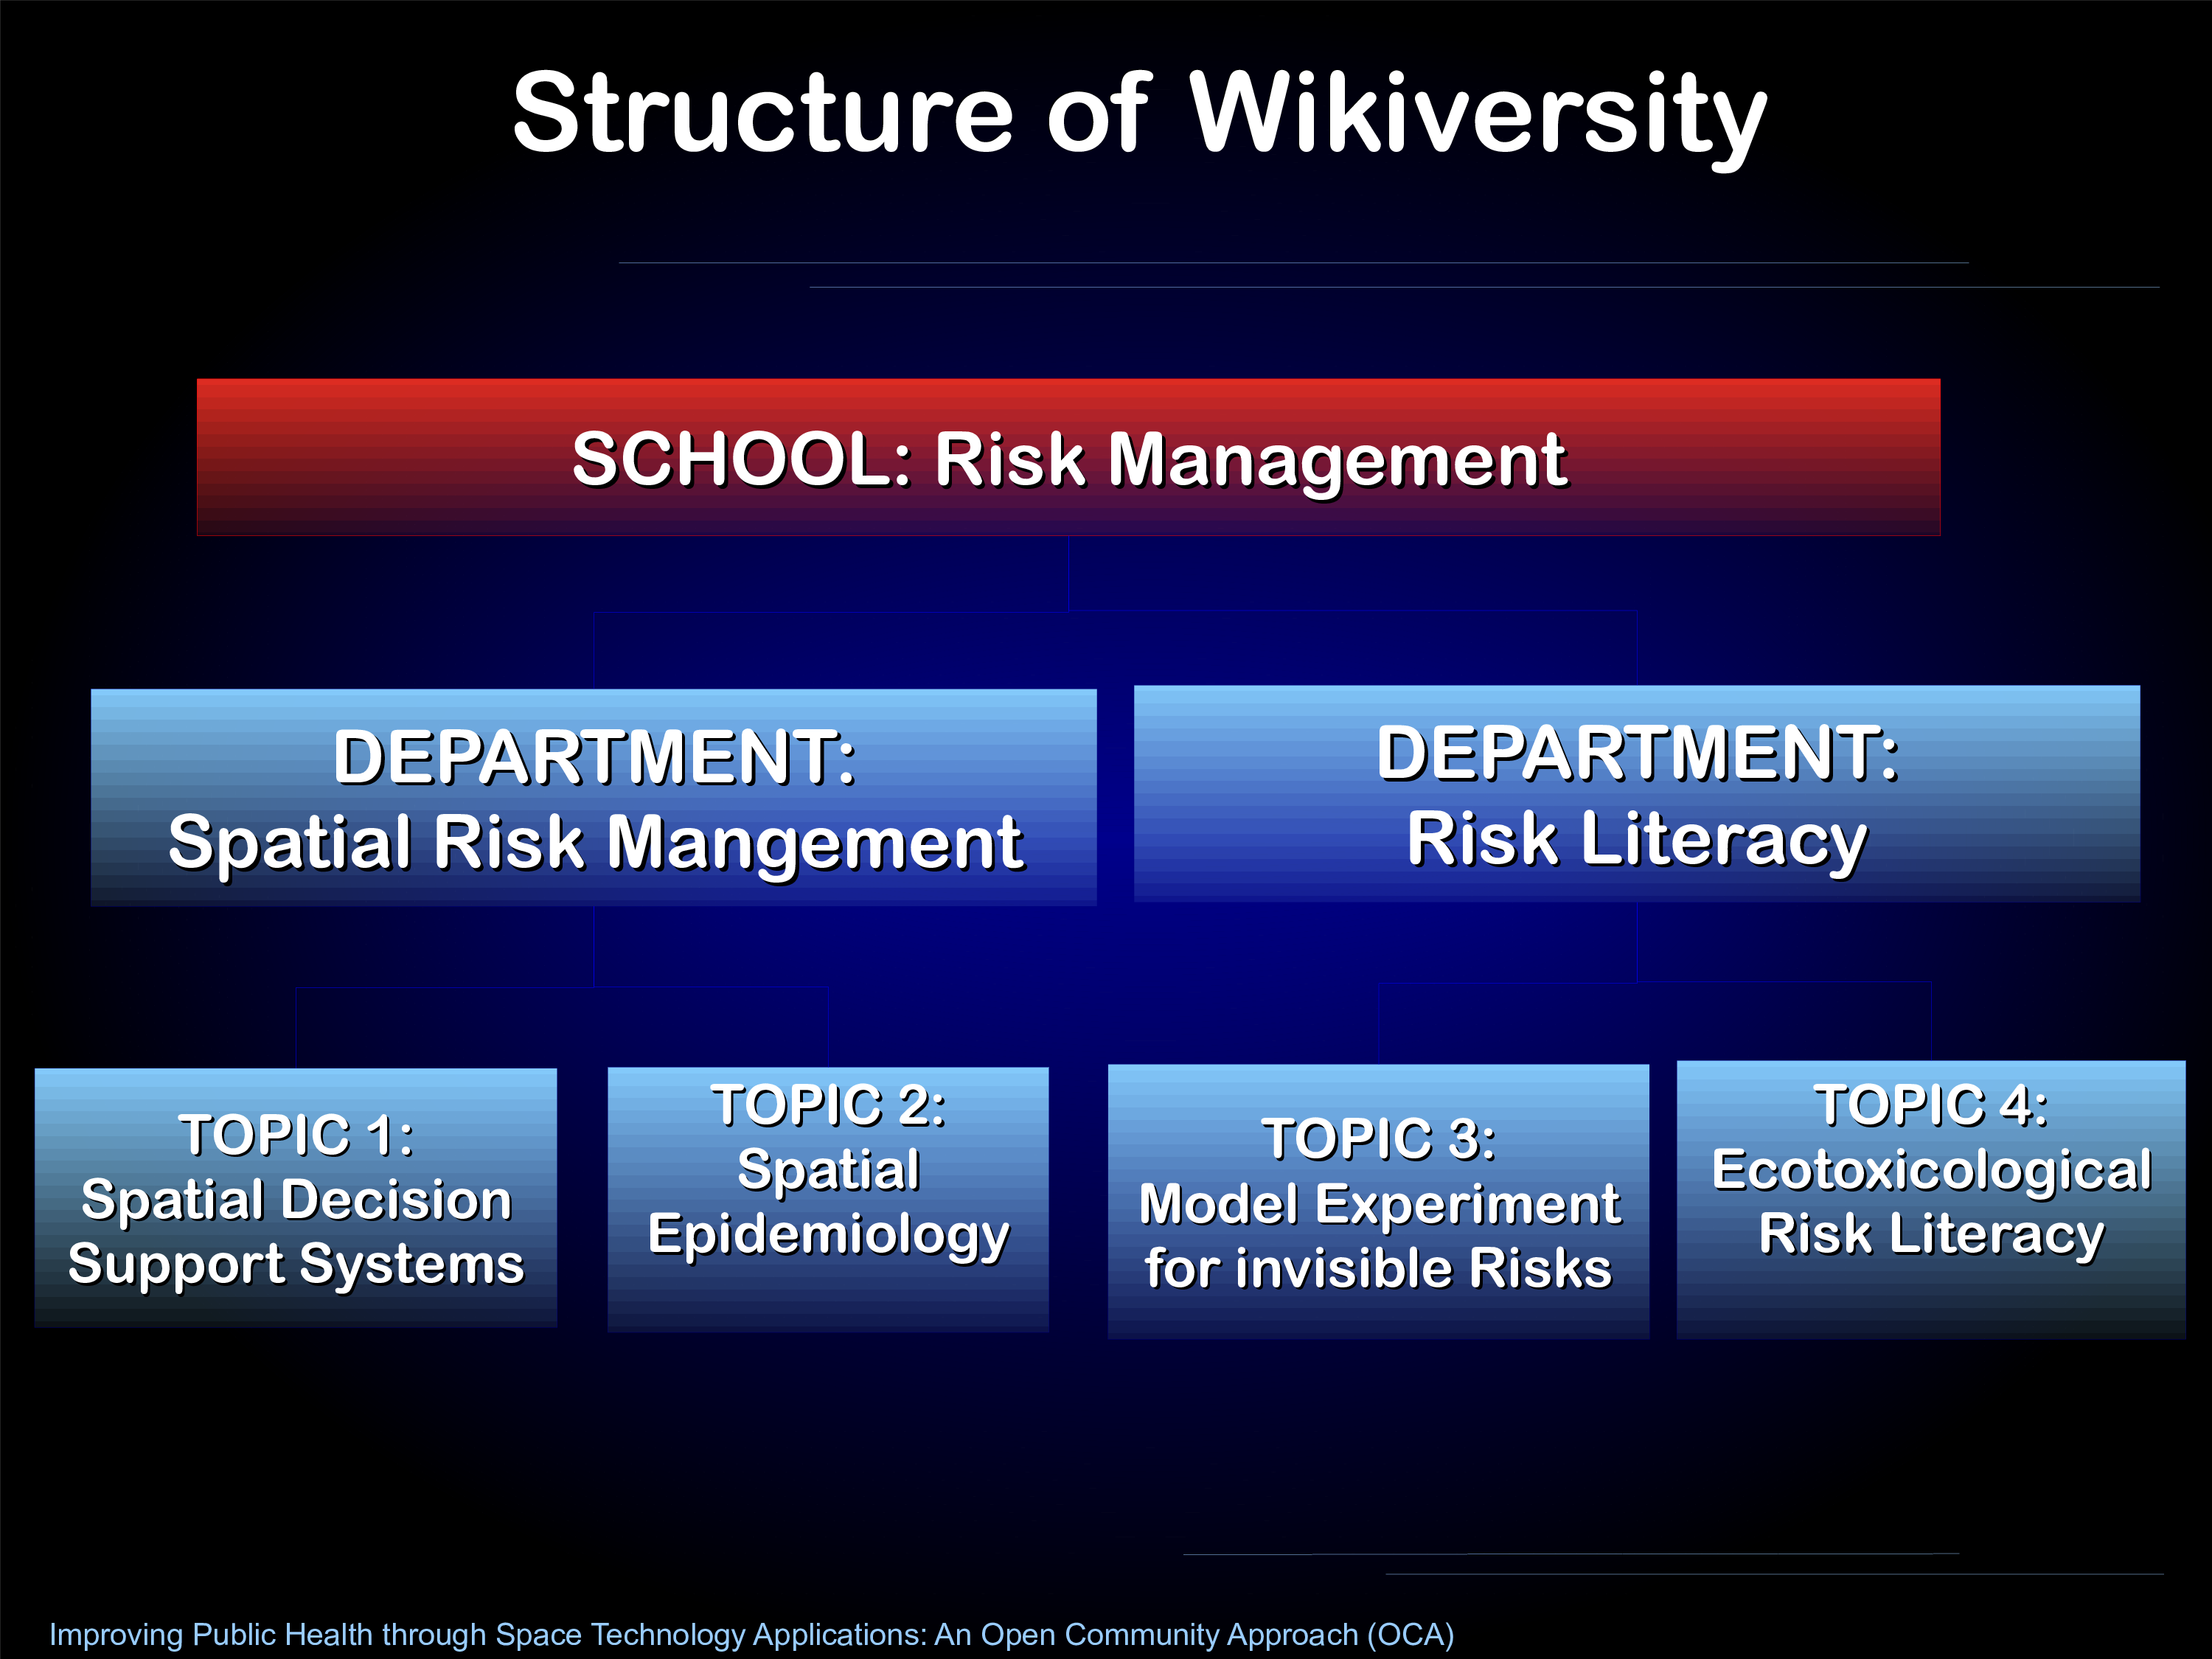 Structure of Wikiversity
SCHOOL: Risk Management
DEPARTMENT:
Spatial Risk Mangement
DEPARTMENT:
Risk Literacy
TOPIC 1:
Spatial Decision
Support Systems
TOPIC 2:
Spatial
Epidemiology
TOPIC 3:
Model Experiment
for invisible Risks
TOPIC 4:
Ecotoxicological
Risk Literacy
Improving Public Health through Space Technology Applications: An Open Community Approach (OCA)